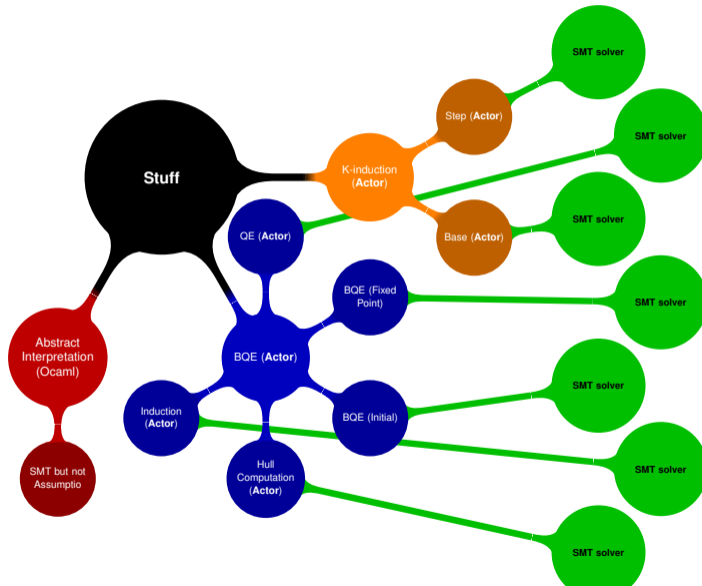 SMT solver
Step (Actor)
SMT solver
Stuff
K-induction
(Actor)
SMT solver
QE (Actor)
Base (Actor)
BQE (Fixed
Point)
SMT solver
Abstract
Interpretation
(Ocaml)
BQE (Actor)
SMT solver
Induction
(Actor)
BQE (Initial)
SMT solver
SMT but not
Assumptio
Hull
Computation
(Actor)
SMT solver